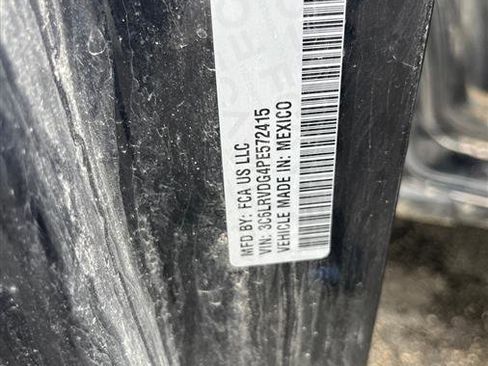 MFD BY: FCA US LLC
VIN: 3C6LRVDG4PE572415
VEHICLE MADE IN: MEXICO